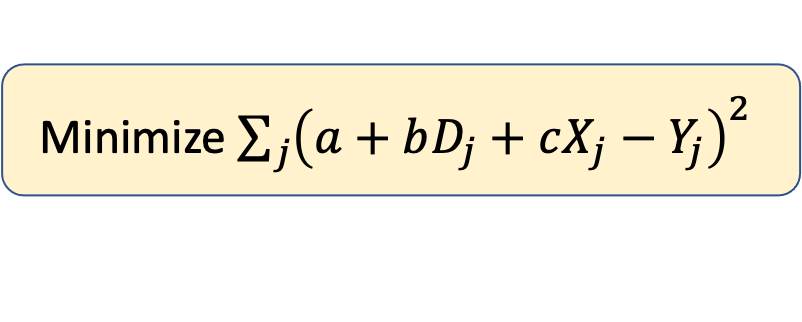 Minimize ∑ⱼ(a + bDⱼ + cXⱼ − Yⱼ)²